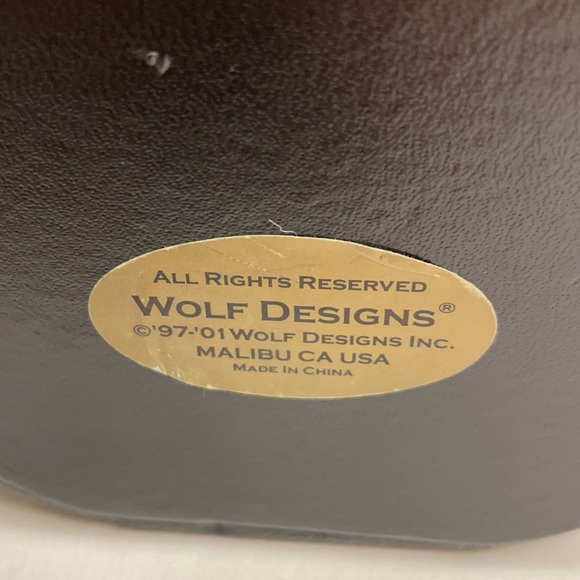 ALL RIGHTS RESERVED
WOLF DESIGNS®
©'97-'01 WOLF DESIGNS INC.
MALIBU CA USA
MADE IN CHINA